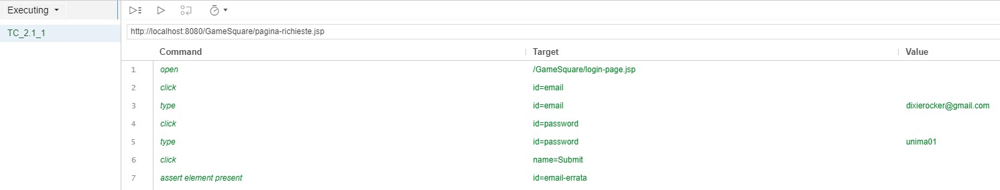 Executing
TC_2.1_1
http://localhost:8080/GameSquare/pagina-richieste.jsp
Command Target Value
1 open /GameSquare/login-page.jsp
2 click id=email
3 type id=email dixierocker@gmail.com
4 click id=password
5 type id=password unima01
6 click name=Submit
7 assert element present id=email-errata